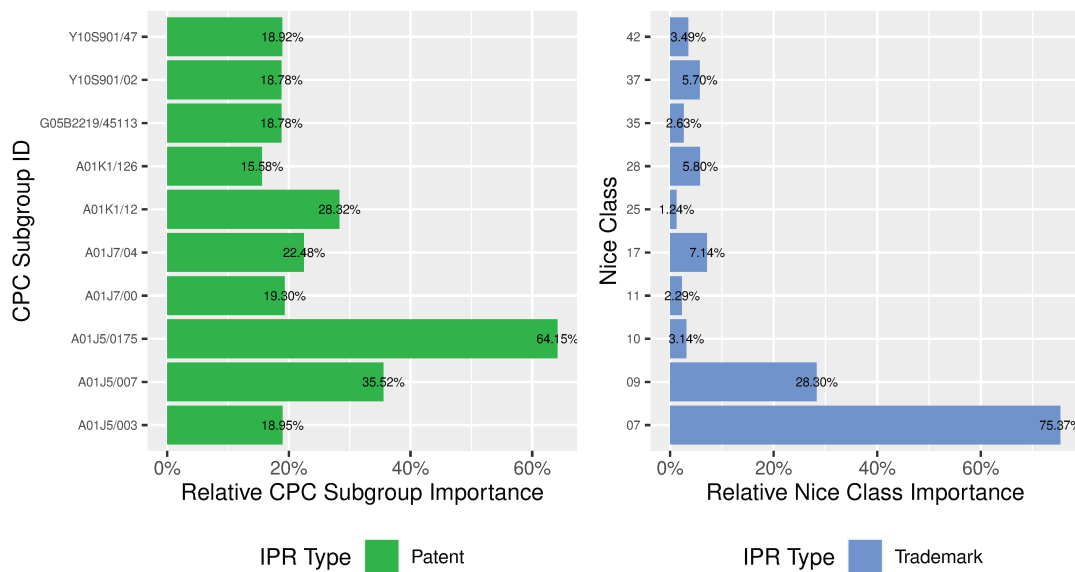 CPC Subgroup ID
Y10S901/47
18.92%
Y10S901/02
18.78%
G05B2219/45113
18.78%
A01K1/126
15.58%
A01K1/12
28.32%
A01J7/04
22.48%
A01J7/00
19.30%
A01J5/0175
64.15%
A01J5/007
35.52%
A01J5/003
18.95%
0% 20% 40% 60%
Relative CPC Subgroup Importance
IPR Type Patent
Nice Class
42
3.49%
37
5.70%
35
2.63%
28
5.80%
25
1.24%
17
7.14%
11
2.29%
10
3.14%
09
28.30%
07
75.37%
0% 20% 40% 60%
Relative Nice Class Importance
IPR Type Trademark